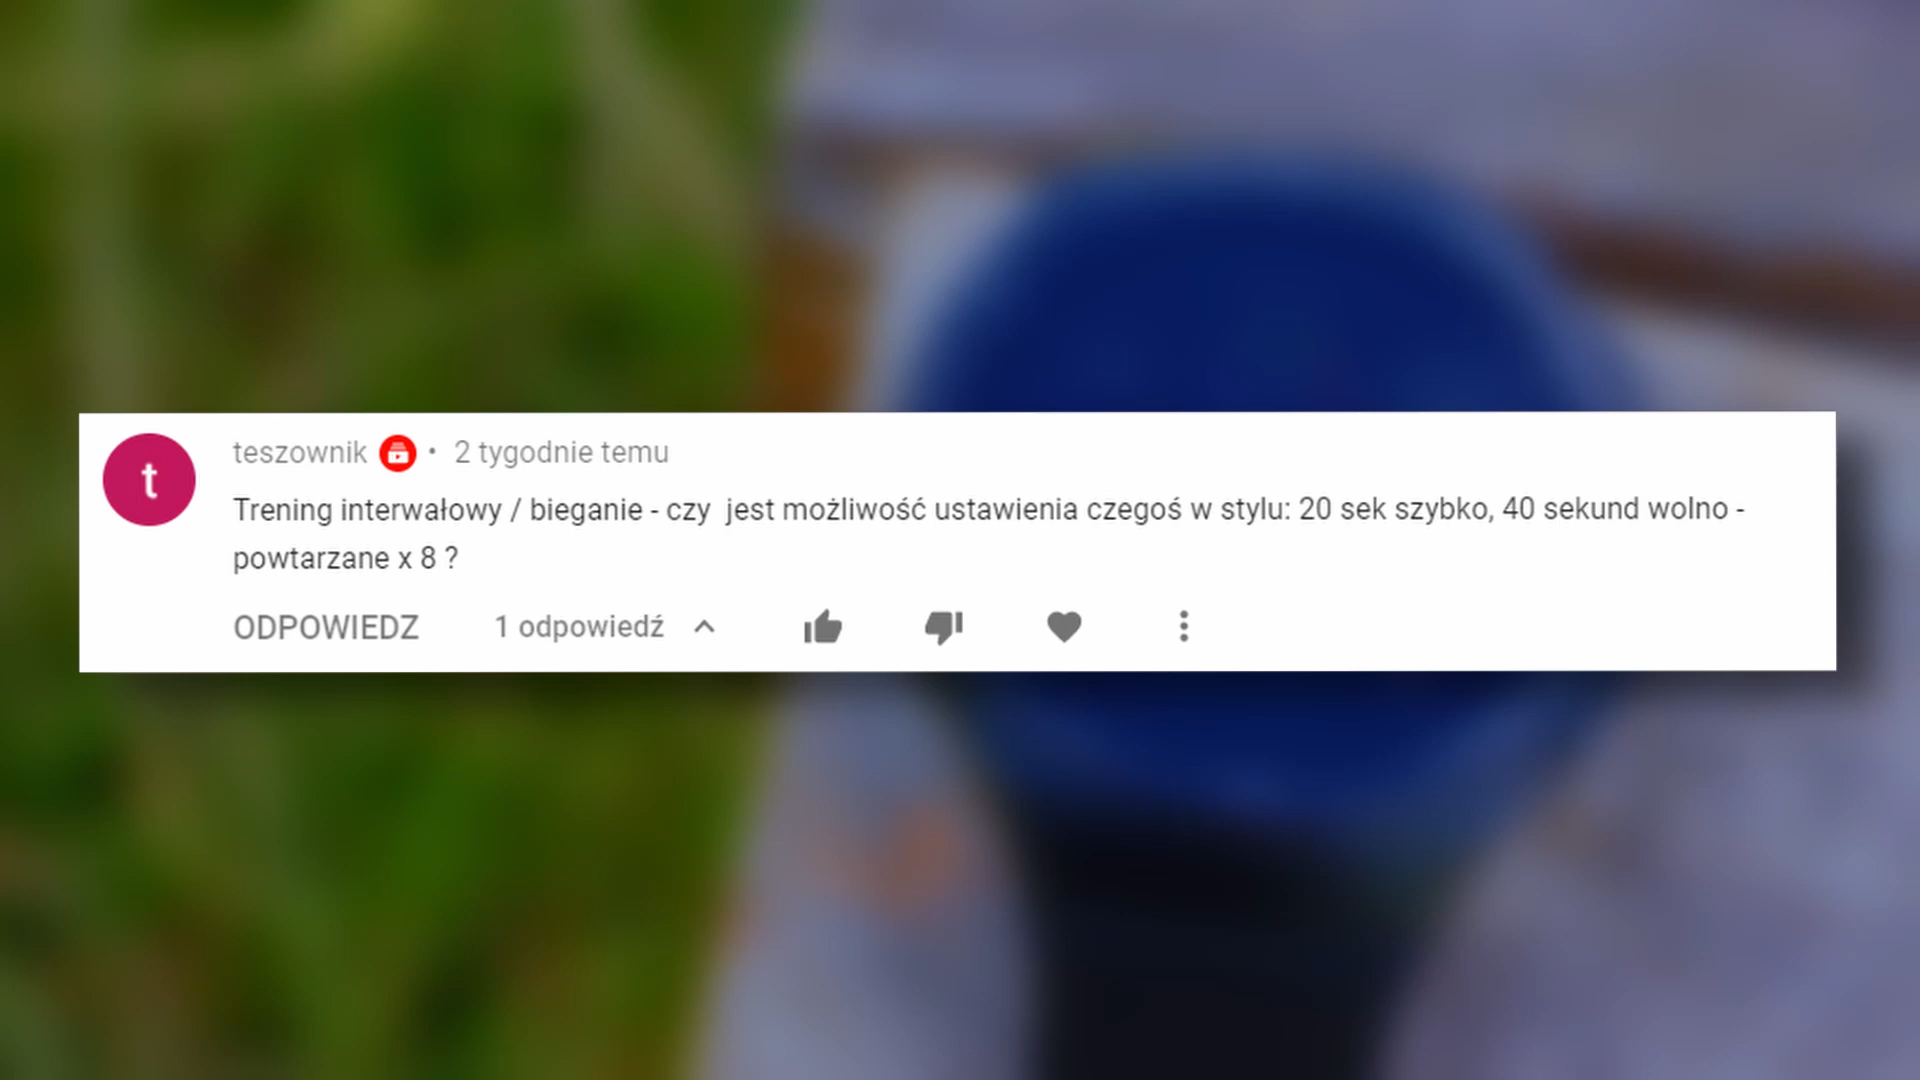 t
teszownik • 2 tygodnie temu
Trening interwałowy / bieganie - czy jest możliwość ustawienia czegoś w stylu: 20 sek szybko, 40 sekund wolno -
powtarzane x 8 ?
ODPOWIEDZ 1 odpowiedź